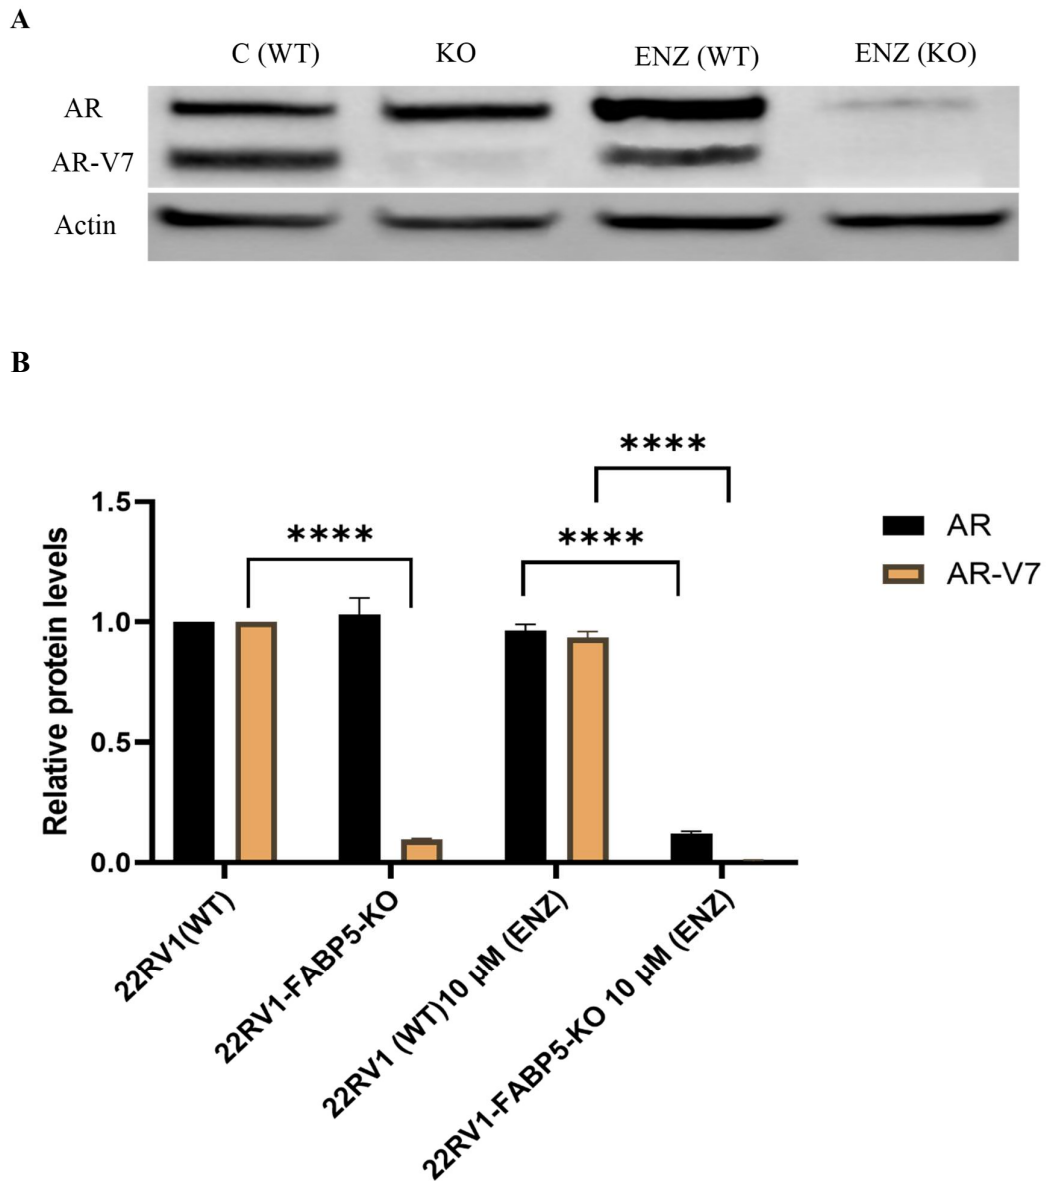 A
C (WT) KO ENZ (WT) ENZ (KO)
AR
AR-V7
Actin
B
****
**** ****
1.5
1.0
0.5
0.0
Relative protein levels
AR
AR-V7
22RV1(WT)
22RV1-FABP5-KO
22RV1 (WT)10 µM (ENZ)
22RV1-FABP5-KO 10 µM (ENZ)